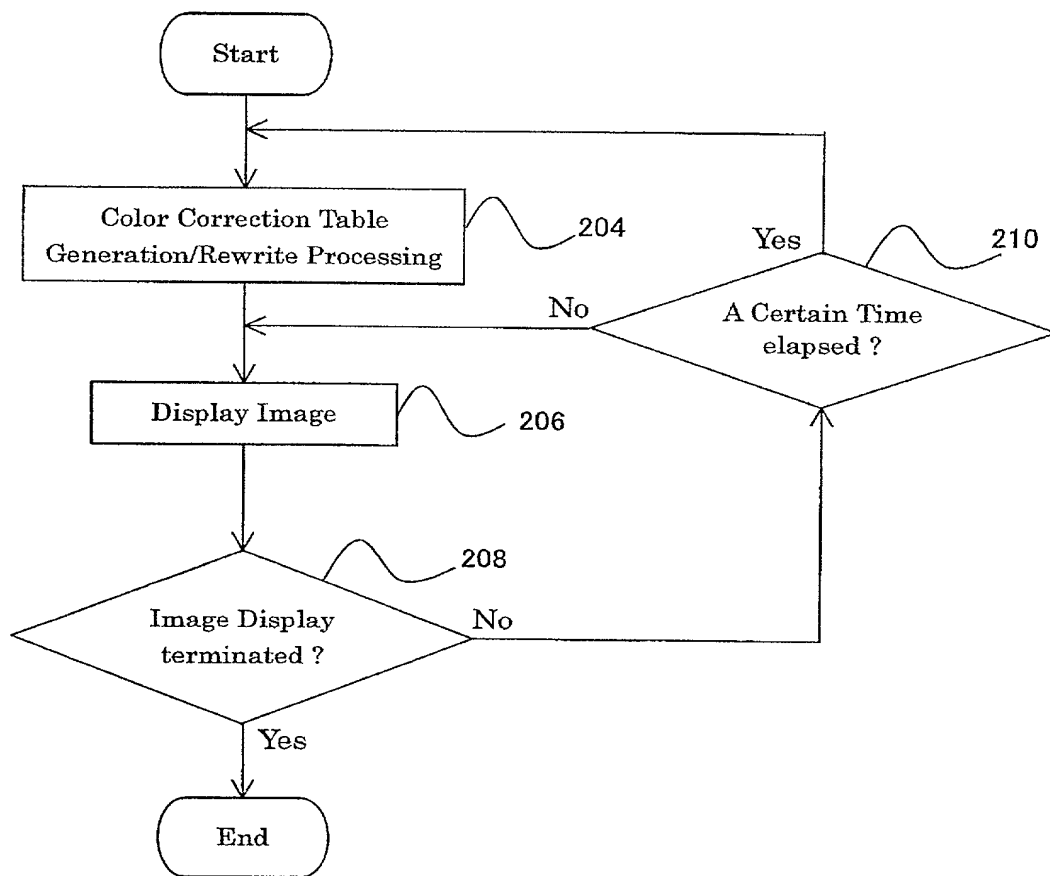 Start
Color Correction Table
Generation/Rewrite Processing
204
Yes
210
No
A Certain Time
elapsed ?
Display Image
206
208
Image Display
terminated ?
No
Yes
End